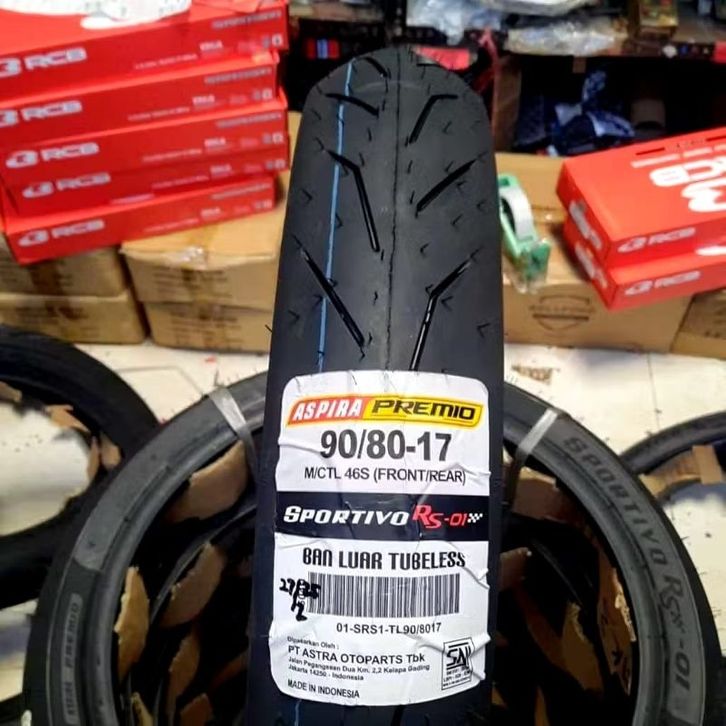 RCB
RCB
RCB
RCB
RCB
RCB
RCB
ASPIRA PREMIO
90/80-17
M/CTL 46S (FRONT/REAR)
SPORTIVO RS-01
BAN LUAR TUBELESS
01-SRS1-TL90/8017
Dipasarkan Oleh :
PT ASTRA OTOPARTS Tbk
Jalan Pegangsaan Dua Km. 2,2 Kelapa Gading
Jakarta 14250 - Indonesia
MADE IN INDONESIA
SNI
SPORTIVO RS-01